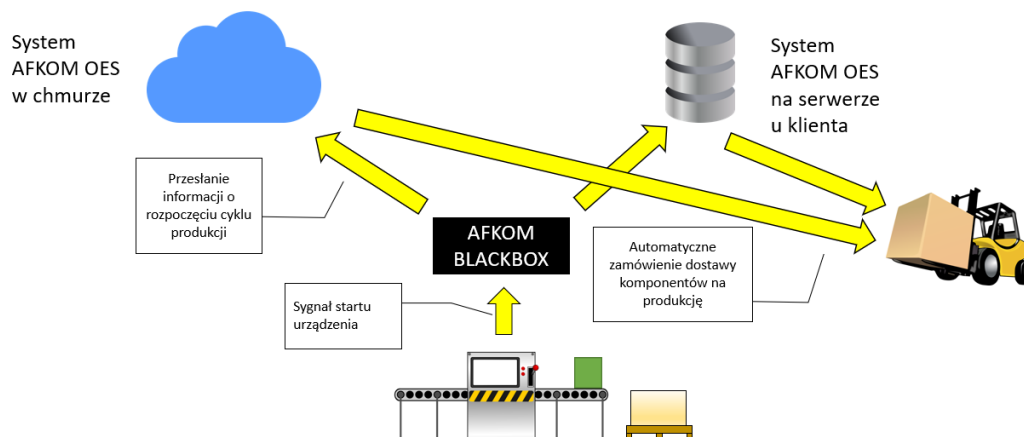 System
AFKOM OES
w chmurze
System
AFKOM OES
na serwerze
u klienta
Przesłanie
informacji o
rozpoczęciu cyklu
produkcji
AFKOM
BLACKBOX
Automatyczne
zamówienie dostawy
komponentów na
produkcję
Sygnał startu
urządzenia